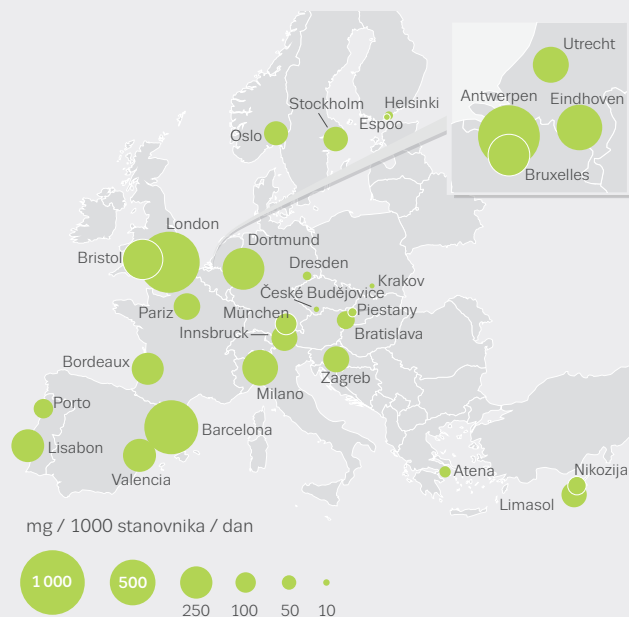 Utrecht
Antwerpen
Eindhoven
Bruxelles
Stockholm
Helsinki
Espoo
Oslo
London
Bristol
Dortmund
Dresden
Krakov
České Budějovice
Pariz
München
Piestany
Innsbruck
Bratislava
Bordeaux
Milano
Zagreb
Porto
Barcelona
Lisabon
Valencia
Atena
Nikozija
Limasol
mg / 1000 stanovnika / dan
1 000
500
250
100
50
10